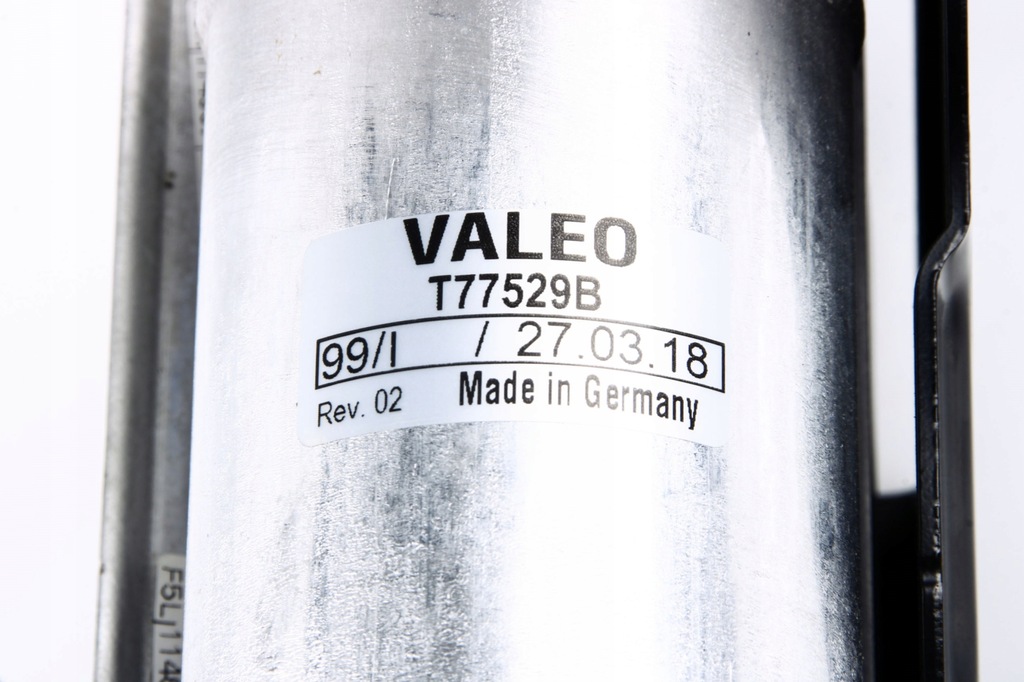 VALEO
T77529B
99/I / 27.03.18
Rev. 02 Made in Germany